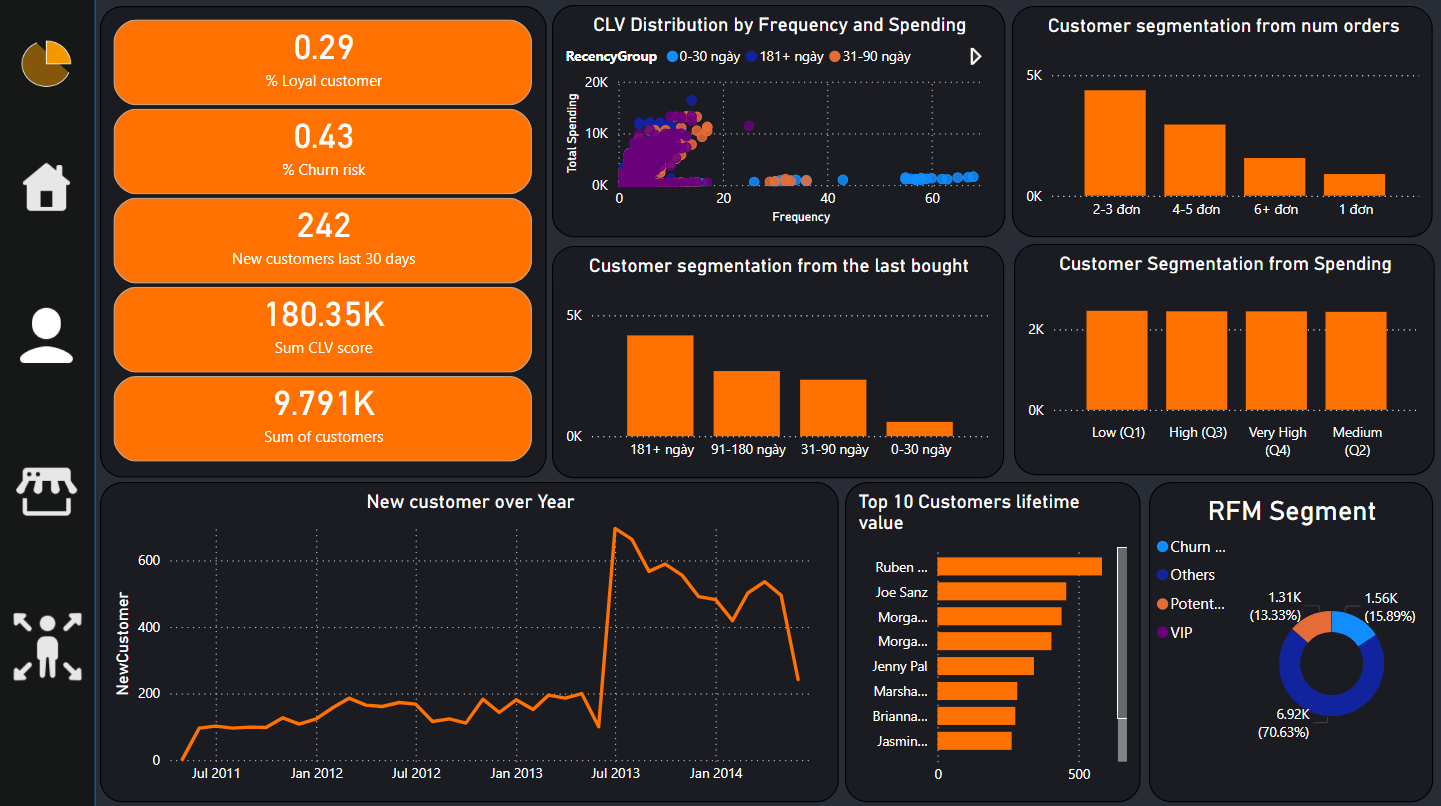 0.29
% Loyal customer
0.43
% Churn risk
242
New customers last 30 days
180.35K
Sum CLV score
9.791K
Sum of customers
CLV Distribution by Frequency and Spending
RecencyGroup 0-30 ngày 181+ ngày 31-90 ngày
20K
10K
0K
Total Spending
0 20 40 60
Frequency
Customer segmentation from num orders
5K
0K
2-3 đơn 4-5 đơn 6+ đơn 1 đơn
Customer segmentation from the last bought
5K
0K
181+ ngày 91-180 ngày 31-90 ngày 0-30 ngày
Customer Segmentation from Spending
2K
0K
Low (Q1) High (Q3) Very High (Q4) Medium (Q2)
New customer over Year
600
400
200
0
NewCustomer
Jul 2011 Jan 2012 Jul 2012 Jan 2013 Jul 2013 Jan 2014
Top 10 Customers lifetime
value
Ruben ...
Joe Sanz
Morga...
Morga...
Jenny Pal
Marsha...
Brianna...
Jasmin...
0 500
RFM Segment
Churn ...
Others
Potent...
VIP
1.31K
(13.33%)
1.56K
(15.89%)
6.92K
(70.63%)